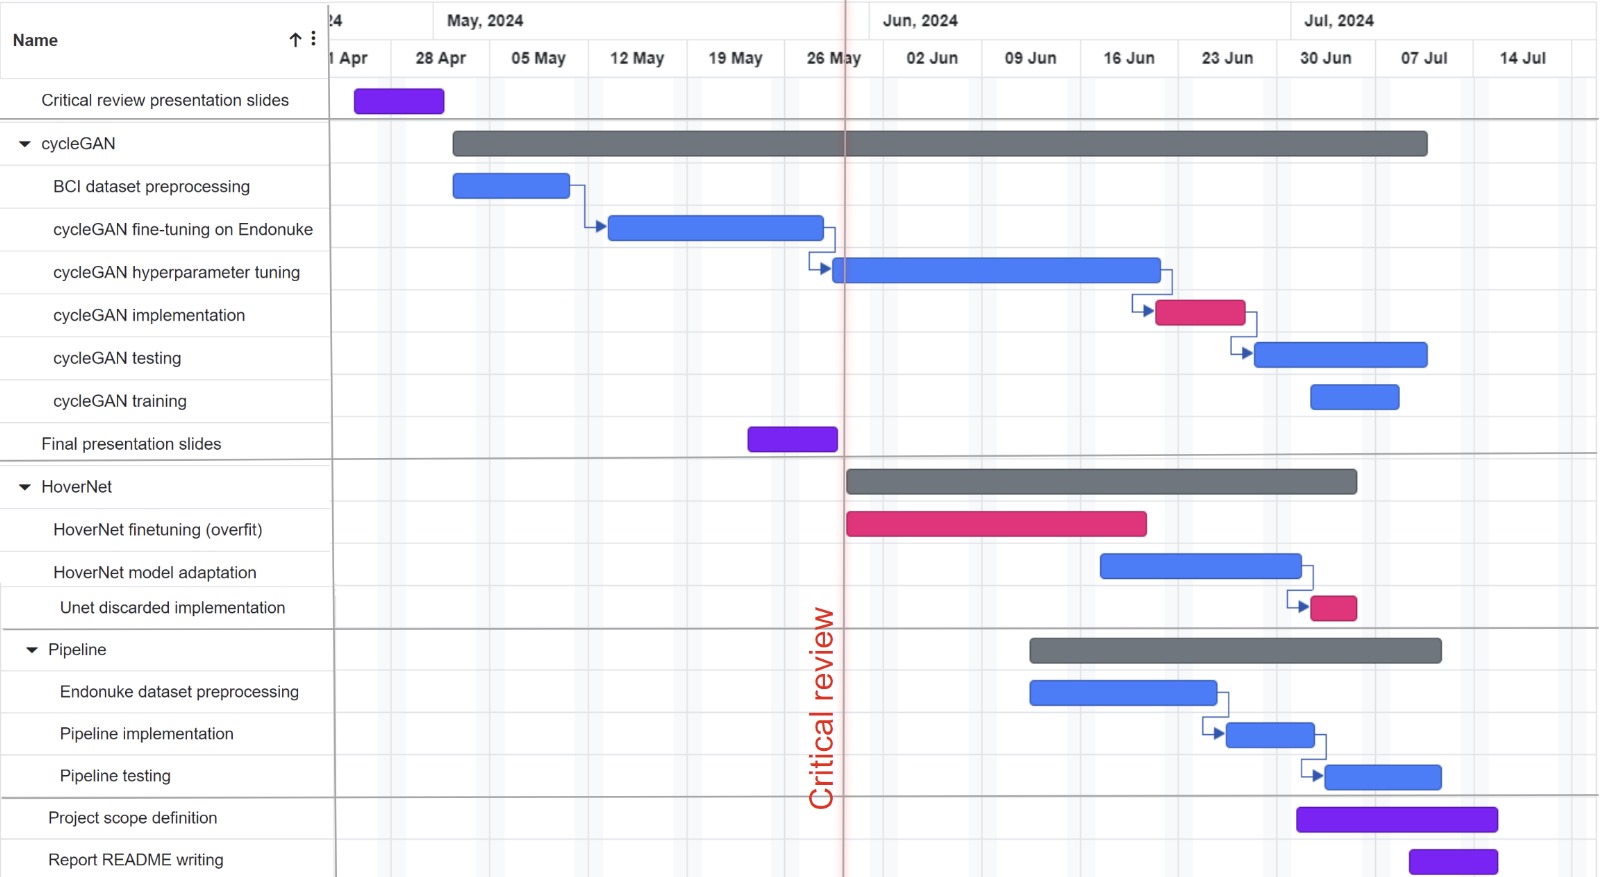 24 May, 2024 Jun, 2024 Jul, 2024
Name
1 Apr 28 Apr 05 May 12 May 19 May 26 May 02 Jun 09 Jun 16 Jun 23 Jun 30 Jun 07 Jul 14 Jul
Critical review presentation slides
cycleGAN
BCI dataset preprocessing
cycleGAN fine-tuning on Endonuke
cycleGAN hyperparameter tuning
cycleGAN implementation
cycleGAN testing
cycleGAN training
Final presentation slides
HoverNet
HoverNet finetuning (overfit)
HoverNet model adaptation
Unet discarded implementation
Pipeline
Endonuke dataset preprocessing
Pipeline implementation
Pipeline testing
Project scope definition
Report README writing
Critical review